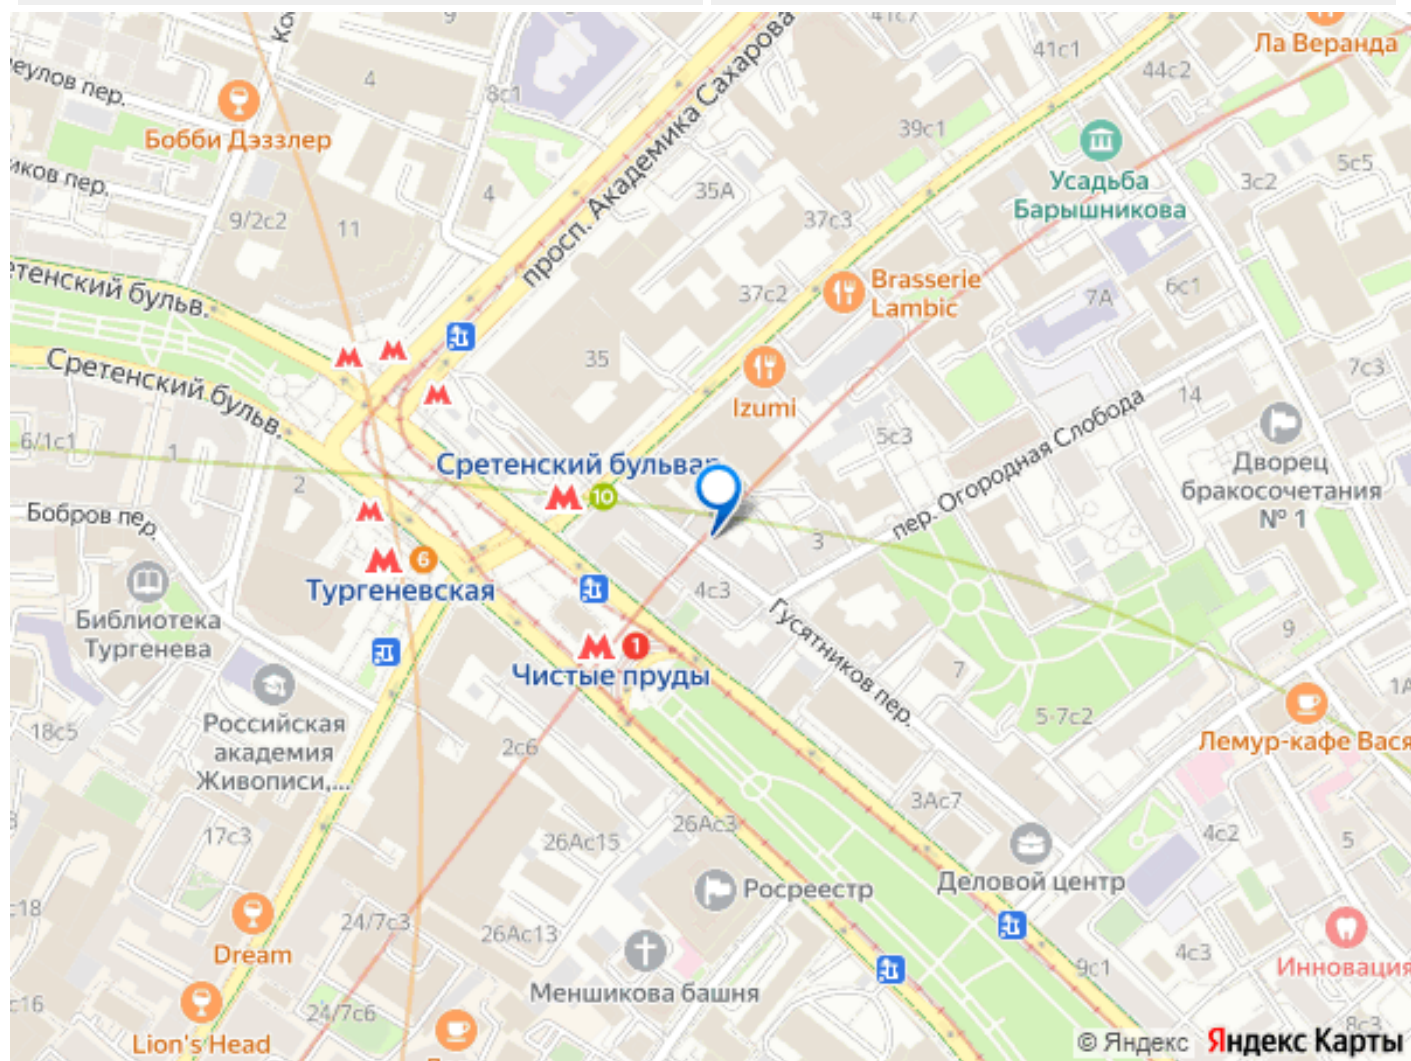 41с7
41с1
Ла Веранда
44с2
9
4
8с1
Бобби Дэззлер
просп. Академика Сахарова
39с1
Усадьба
Барышникова
5с5
3с2
35А
4
37с3
9/2с2
11
Сретенский бульв.
37с2
Brasserie
Lambic
7А
6с1
35
Izumi
7с3
14
Сретенский бульв.
6/1с1
1
2
Сретенский бульвар
10
5с3
пер. Огородная Слобода
Дворец
бракосочетания
№ 1
Бобров пер.
6
Тургеневская
3
4с3
Гусятников пер.
Библиотека
Тургенева
1
Чистые пруды
9
7
5-7с2
1А
Российская
академия
Живописи,...
18с5
2с6
Лемур-кафе Вася
17с3
26Ас15
26Ас3
3Ас7
4с2
5
Деловой центр
Росреестр
24/7с3
26Ас13
Dream
Меншикова башня
9с1
4с3
Инновация
24/7с6
Lion's Head
8с3
© Яндекс Яндекс Карты